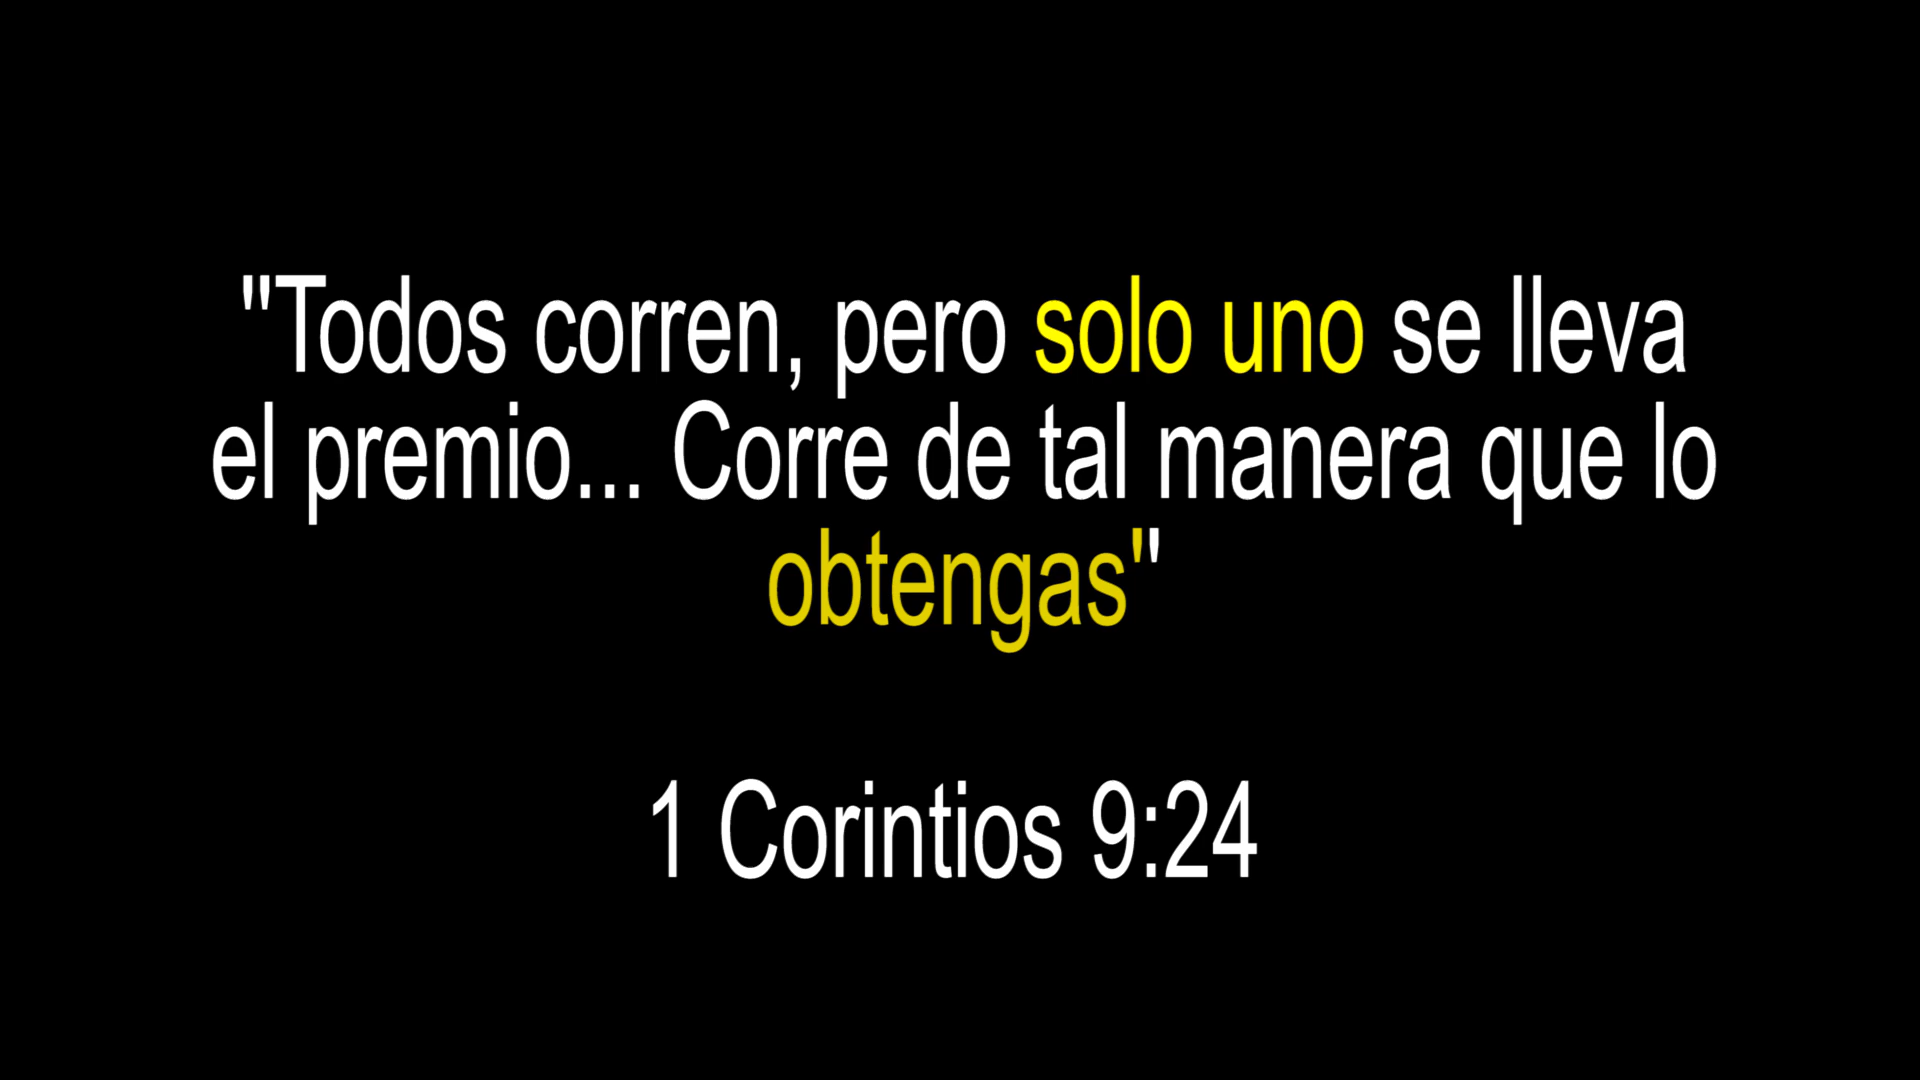 "Todos corren, pero solo uno se lleva
el premio... Corre de tal manera que lo
obtengas"
1 Corintios 9:24